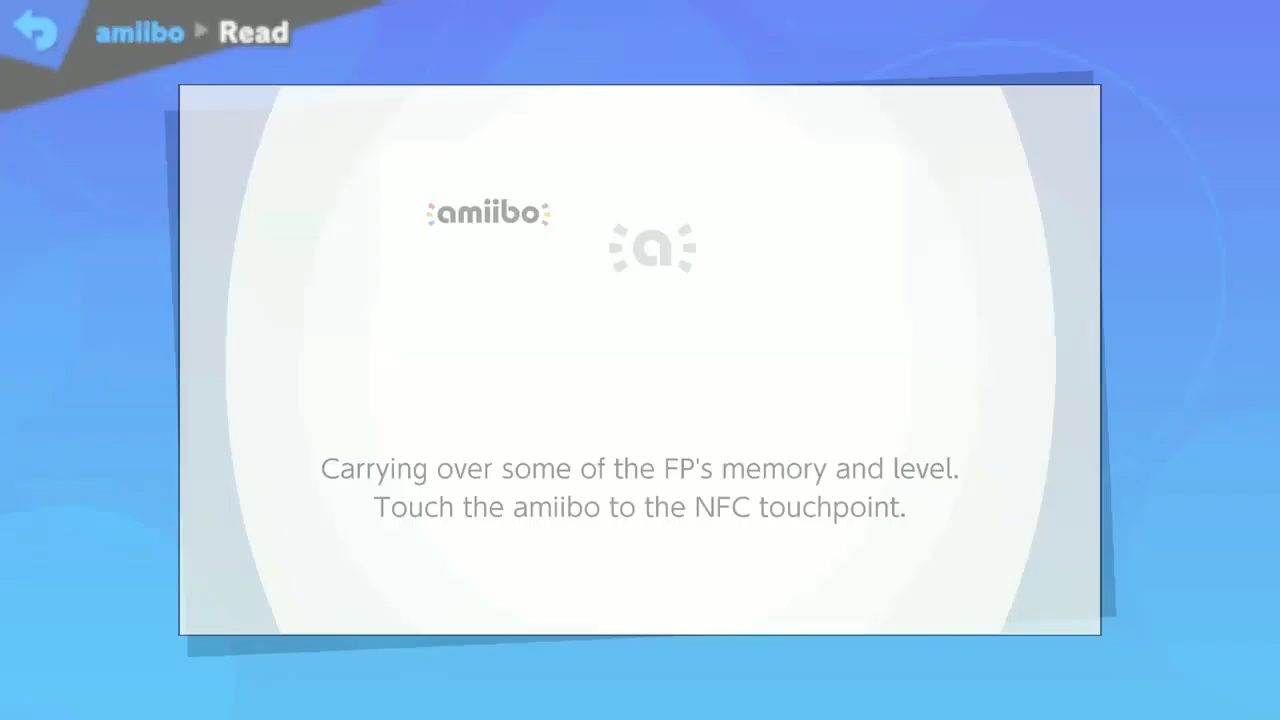 amiibo ▶ Read
amiibo
a
Carrying over some of the FP's memory and level.
Touch the amiibo to the NFC touchpoint.